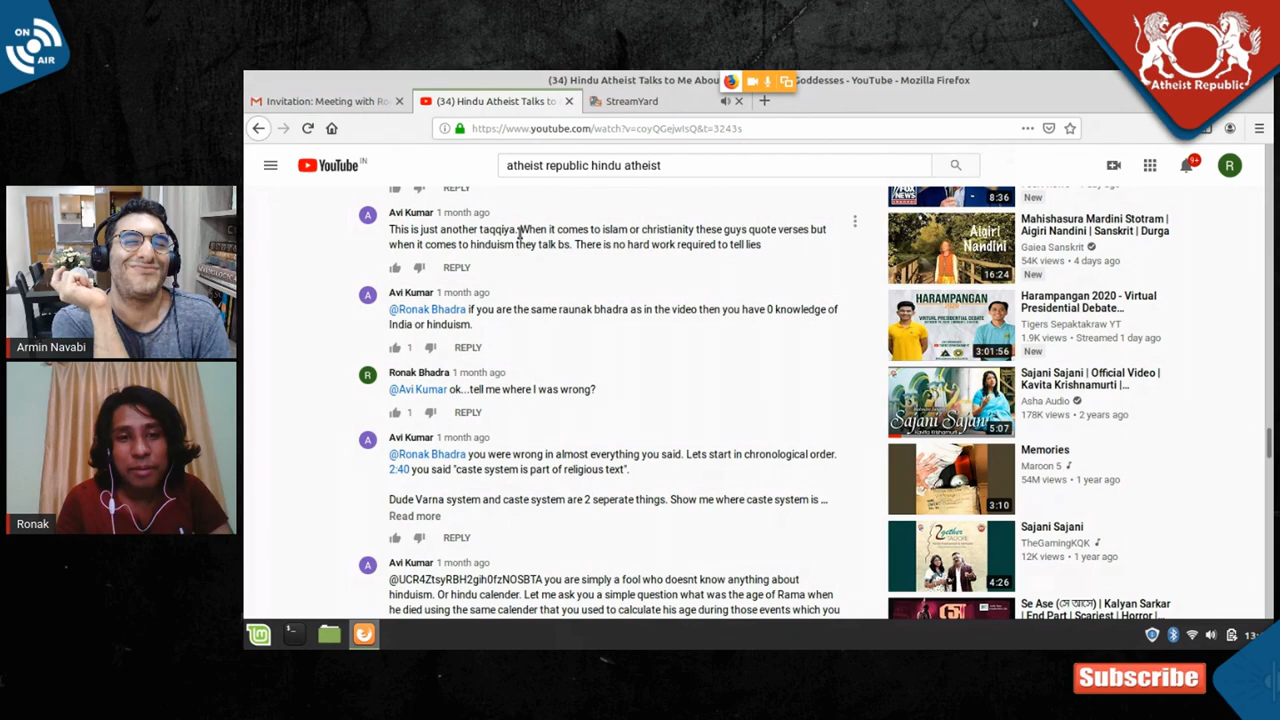 ON
AIR
Atheist Republic
(34) Hindu Atheist Talks to Me Abou
Goddesses - YouTube - Mozilla Firefox
Invitation: Meeting with Ro
(34) Hindu Atheist Talks to
StreamYard
https://www.youtube.com/watch?v=coyQGejwIsQ&t=3243s
YouTube IN
atheist republic hindu atheist
9+
R
REPLY
A
Avi Kumar 1 month ago
This is just another taqqiya. When it comes to islam or christianity these guys quote verses but
when it comes to hinduism they talk bs. There is no hard work required to tell lies
REPLY
A
Avi Kumar 1 month ago
@Ronak Bhadra if you are the same raunak bhadra as in the video then you have 0 knowledge of
India or hinduism.
1 REPLY
R
Ronak Bhadra 1 month ago
@Avi Kumar ok...tell me where I was wrong?
1 REPLY
A
Avi Kumar 1 month ago
@Ronak Bhadra you were wrong in almost everything you said. Lets start in chronological order.
2:40 you said "caste system is part of religious text".
Dude Varna system and caste system are 2 seperate things. Show me where caste system is ...
Read more
REPLY
A
Avi Kumar 1 month ago
@UCR4ZtsyRBH2gih0fzNOSBTA you are simply a fool who doesnt know anything about
hinduism. Or hindu calender. Let me ask you a simple question what was the age of Rama when
he died using the same calender that you used to calculate his age during those events which you
FOX
NEWS
8:36
New
Aigiri
Nandini
16:24
Mahishasura Mardini Stotram |
Aigiri Nandini | Sanskrit | Durga
Gaiea Sanskrit
54K views • 4 days ago
New
HARAMPANGAN
3:01:56
Harampangan 2020 - Virtual
Presidential Debate…
Tigers Sepaktakraw YT
1.9K views • Streamed 1 day ago
New
Sajani Sajani
5:07
Sajani Sajani | Official Video |
Kavita Krishnamurti |…
Asha Audio
178K views • 2 years ago
3:10
Memories
Maroon 5
54M views • 1 year ago
2gether
4:26
Sajani Sajani
TheGamingKQK
12K views • 1 year ago
Se Ase (সে আসে) | Kalyan Sarkar
| End Part | Scariest | Horror |…
Armin Navabi
Ronak
13:
Subscribe